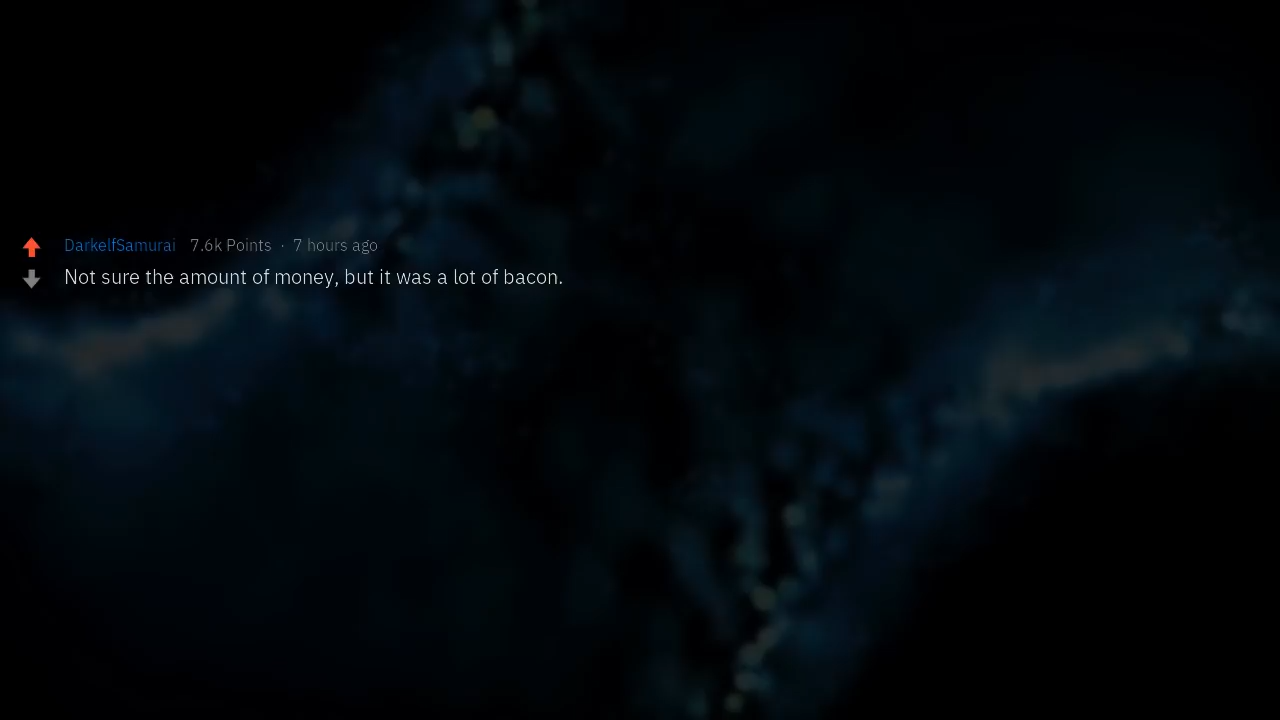 DarkelfSamurai 7.6k Points · 7 hours ago
Not sure the amount of money, but it was a lot of bacon.